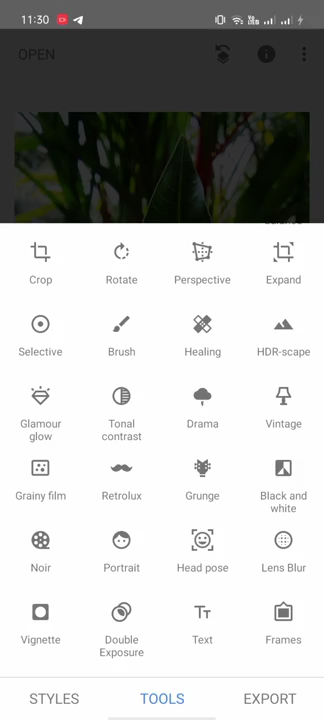 11:30
OPEN
Crop Rotate Perspective Expand
Selective Brush Healing HDR-scape
Glamour glow Tonal contrast Drama Vintage
Grainy film Retrolux Grunge Black and white
Noir Portrait Head pose Lens Blur
Vignette Double Exposure Text Frames
STYLES TOOLS EXPORT